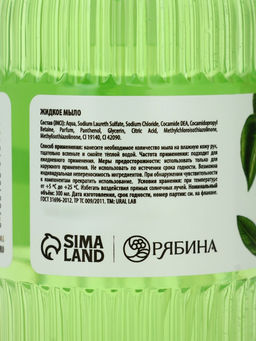 ЖИДКОЕ МЫЛО
Состав (INCI): Aqua, Sodium Laureth Sulfate, Sodium Chloride, Cocamide DEA, Cocamidopropyl
Betaine, Parfum, Panthenol, Glycerin, Citric Acid, Methylchloroisothiazolinone,
Methylisothiazolinone, CI 19140, CI 42090.
Способ применения: нанесите необходимое количество мыла на влажную кожу рук,
тщательно вспеньте и смойте теплой водой. Частота применения: подходит для
ежедневного применения. Меры предосторожности: использовать только для
наружного применения. Не использовать по истечении срока годности. Возможна
индивидуальная непереносимость ингредиентов. При обнаружении чувствительности
к компонентам прекратить использование. Условия хранения: при температуре
от +5 °C до +25 °C. Избегать воздействия прямых солнечных лучей. Номинальный
объём: 300 мл. Дата изготовления, срок годности, номер партии: см. на флаконе.
ГОСТ 31696-2012. ТР ТС 009/2011. TM: URAL LAB
SIMA
LAND
РЯБИНА